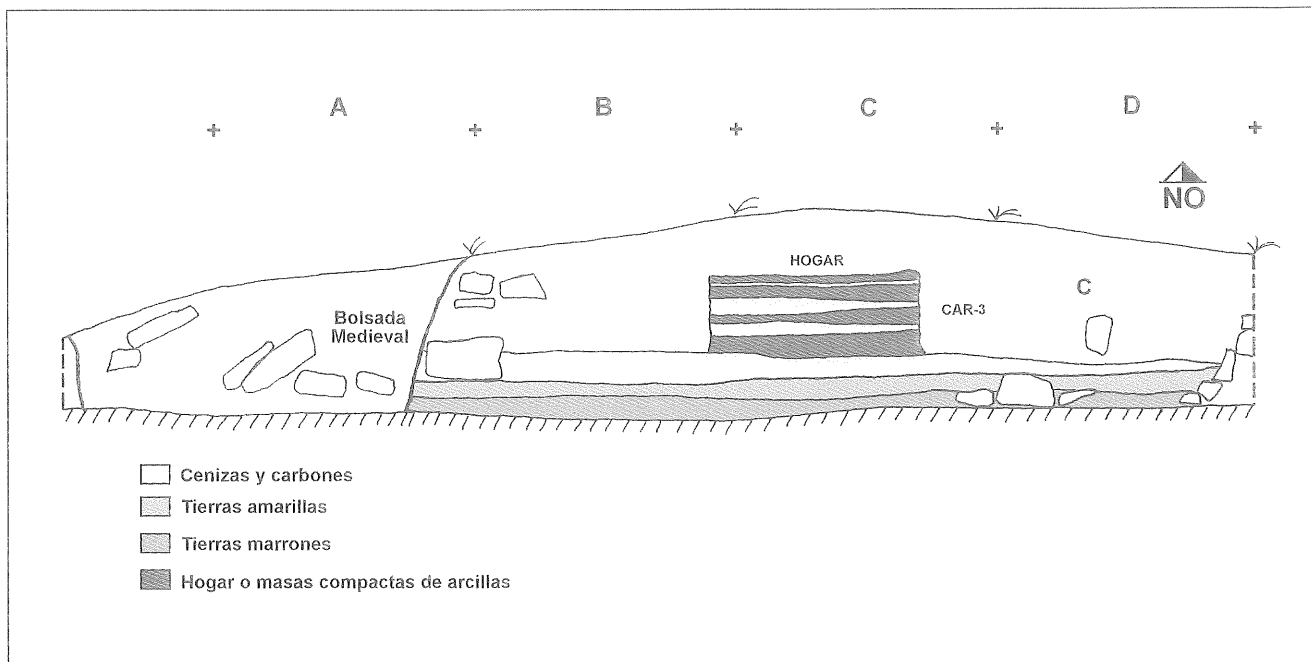 A B C D
NO
HOGAR
C
CAR-3
Bolsada
Medieval
Cenizas y carbones
Tierras amarillas
Tierras marrones
Hogar o masas compactas de arcillas